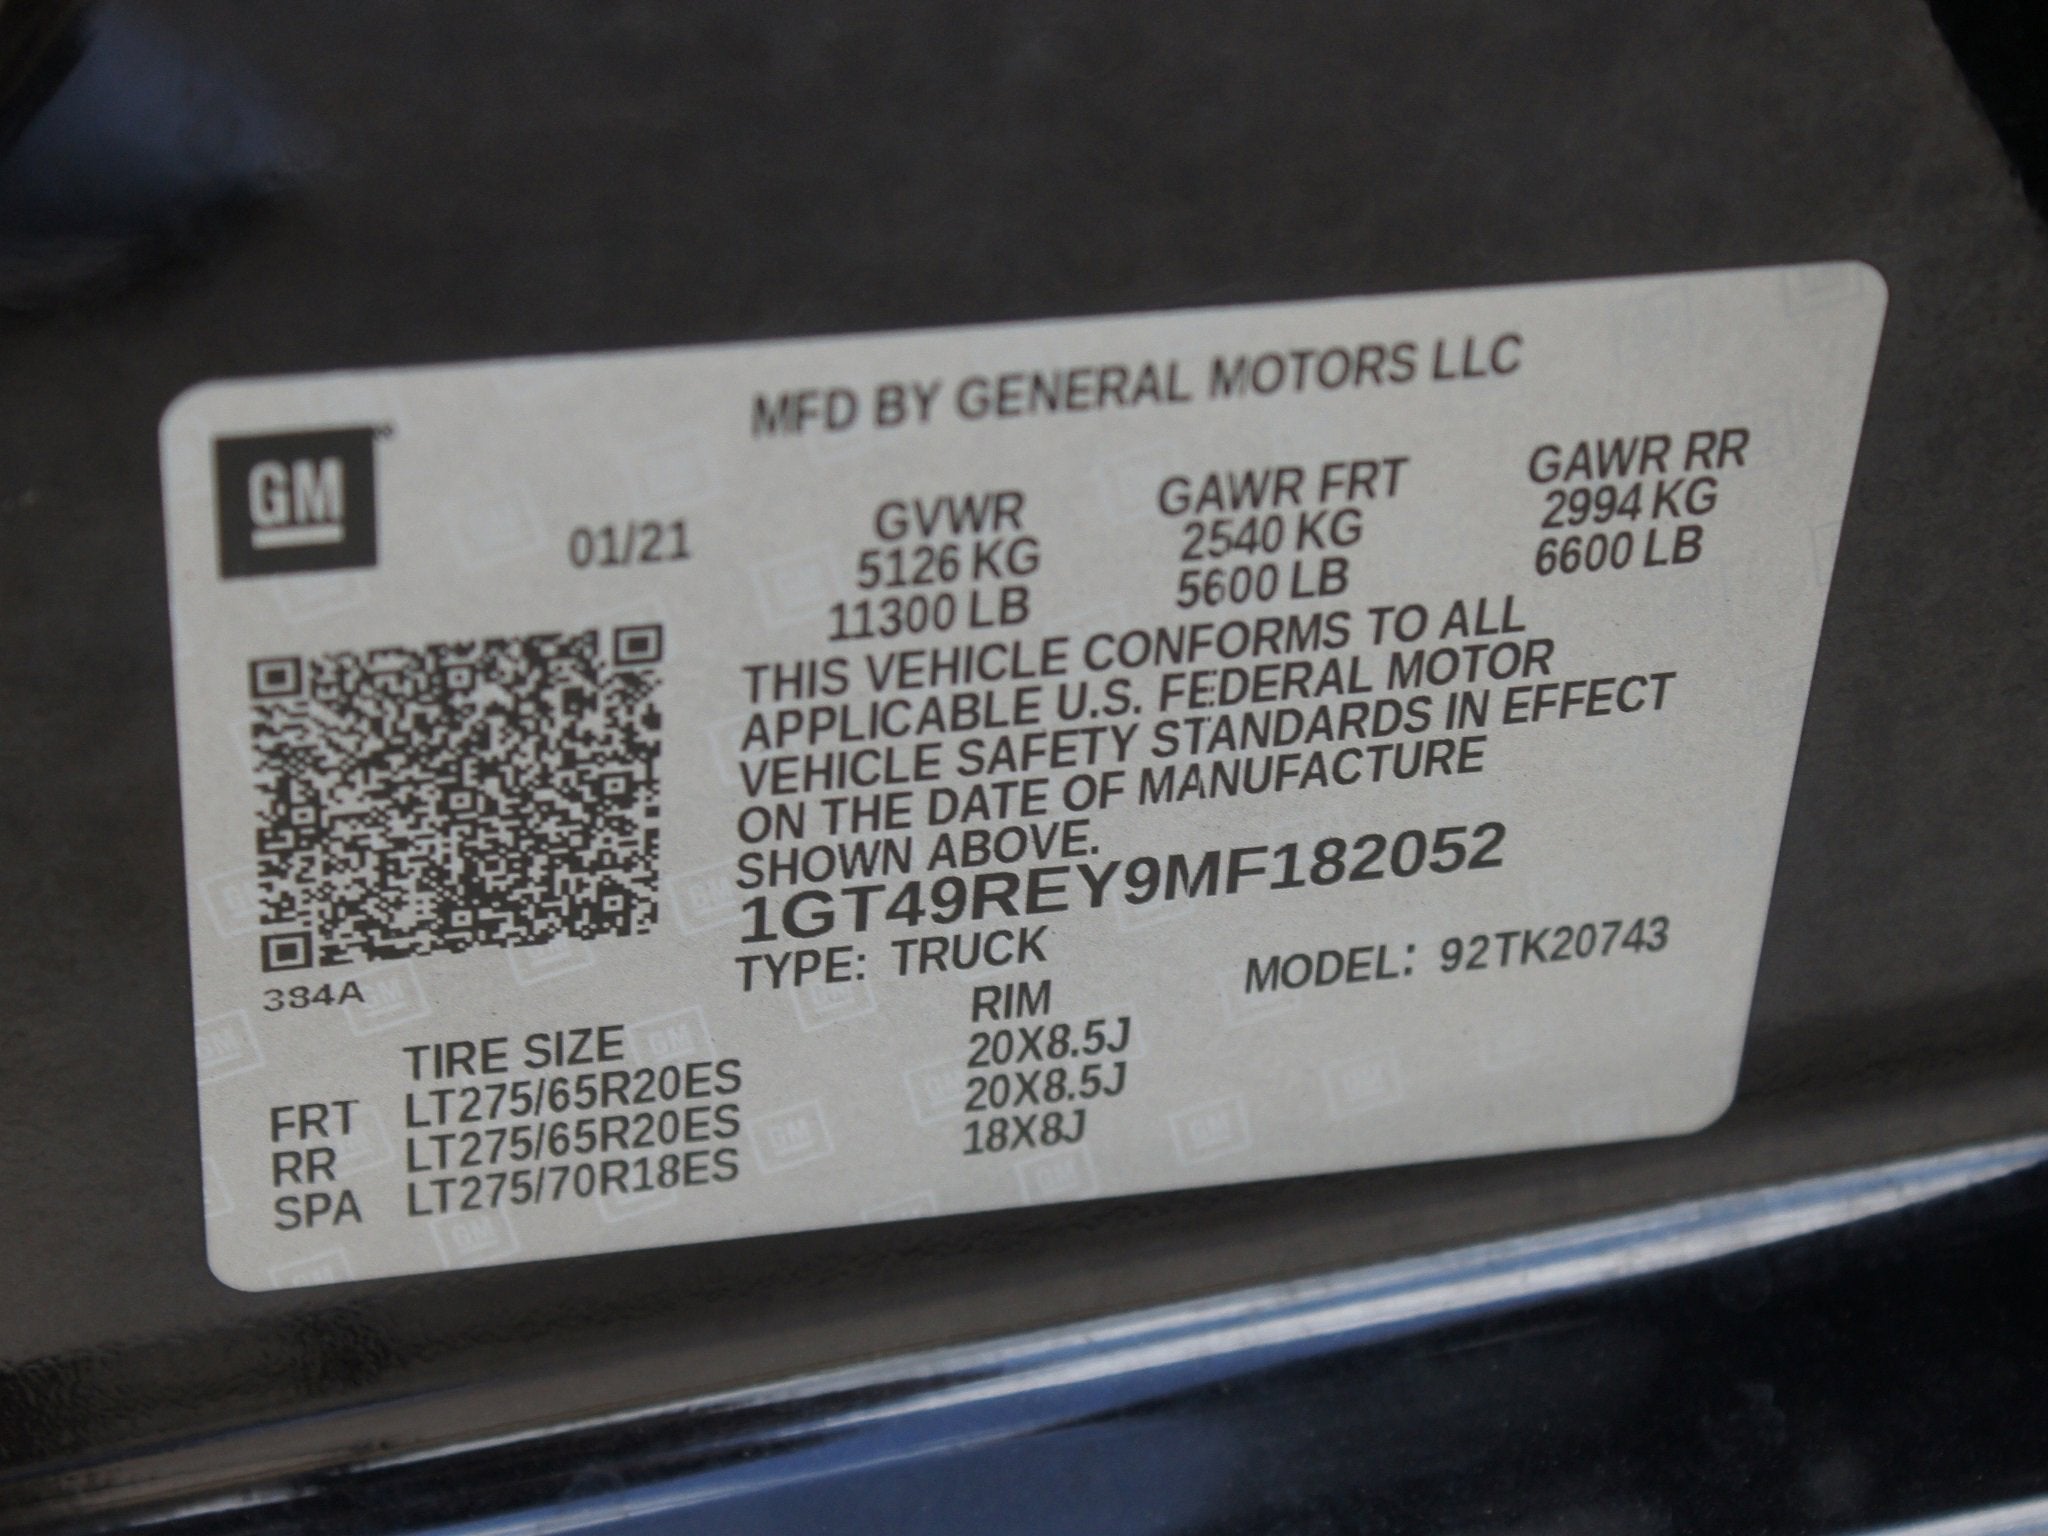 MFD BY GENERAL MOTORS LLC
GM
01/21
GVWR GAWR FRT GAWR RR
5126 KG 2540 KG 2994 KG
11300 LB 5600 LB 6600 LB
THIS VEHICLE CONFORMS TO ALL
APPLICABLE U.S. FEDERAL MOTOR
VEHICLE SAFETY STANDARDS IN EFFECT
ON THE DATE OF MANUFACTURE
SHOWN ABOVE.
1GT49REY9MF182052
TYPE: TRUCK MODEL: 92TK20743
384A
TIRE SIZE RIM
FRT LT275/65R20ES 20X8.5J
RR LT275/65R20ES 20X8.5J
SPA LT275/70R18ES 18X8J